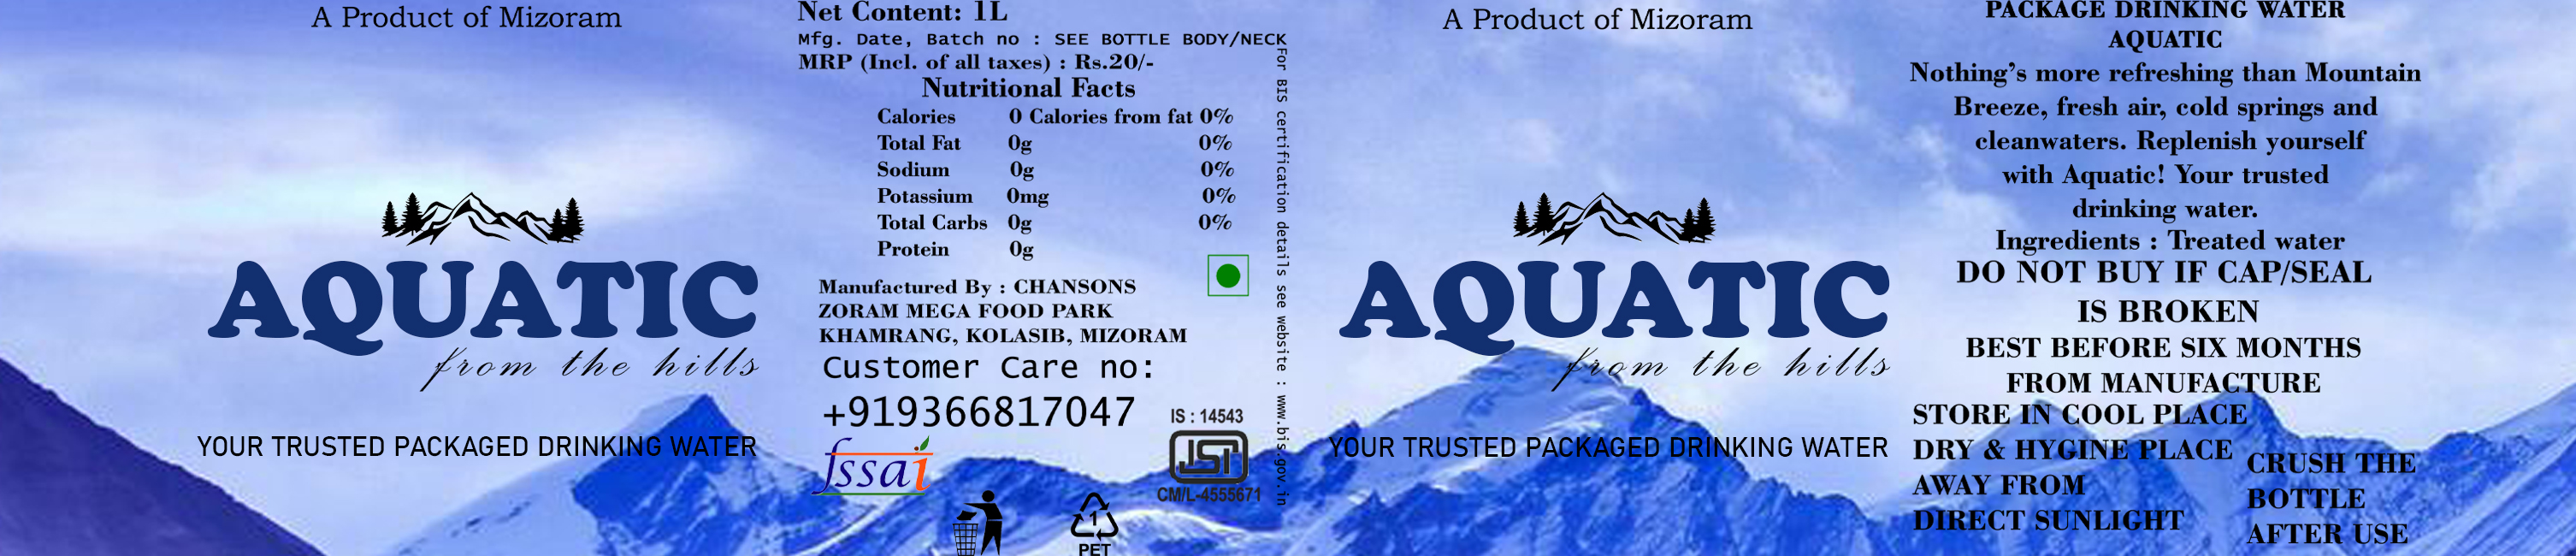 A Product of Mizoram
AQUATIC
from the hills
YOUR TRUSTED PACKAGED DRINKING WATER
Net Content: 1L
Mfg. Date, Batch no : SEE BOTTLE BODY/NECK
MRP (Incl. of all taxes) : Rs.20/-
Nutritional Facts
Calories 0 Calories from fat 0%
Total Fat 0g 0%
Sodium 0g 0%
Potassium 0mg 0%
Total Carbs 0g 0%
Protein 0g
Manufactured By : CHANSONS
ZORAM MEGA FOOD PARK
KHAMRANG, KOLASIB, MIZORAM
Customer Care no:
+919366817047
fssai
IS : 14543
ISI
CM/L-4555671
1
PET
For BIS certification details see website : www.bis.gov.in
A Product of Mizoram
AQUATIC
from the hills
YOUR TRUSTED PACKAGED DRINKING WATER
PACKAGE DRINKING WATER
AQUATIC
Nothing's more refreshing than Mountain
Breeze, fresh air, cold springs and
cleanwaters. Replenish yourself
with Aquatic! Your trusted
drinking water.
Ingredients : Treated water
DO NOT BUY IF CAP/SEAL
IS BROKEN
BEST BEFORE SIX MONTHS
FROM MANUFACTURE
STORE IN COOL PLACE
DRY & HYGINE PLACE
AWAY FROM
DIRECT SUNLIGHT
CRUSH THE
BOTTLE
AFTER USE